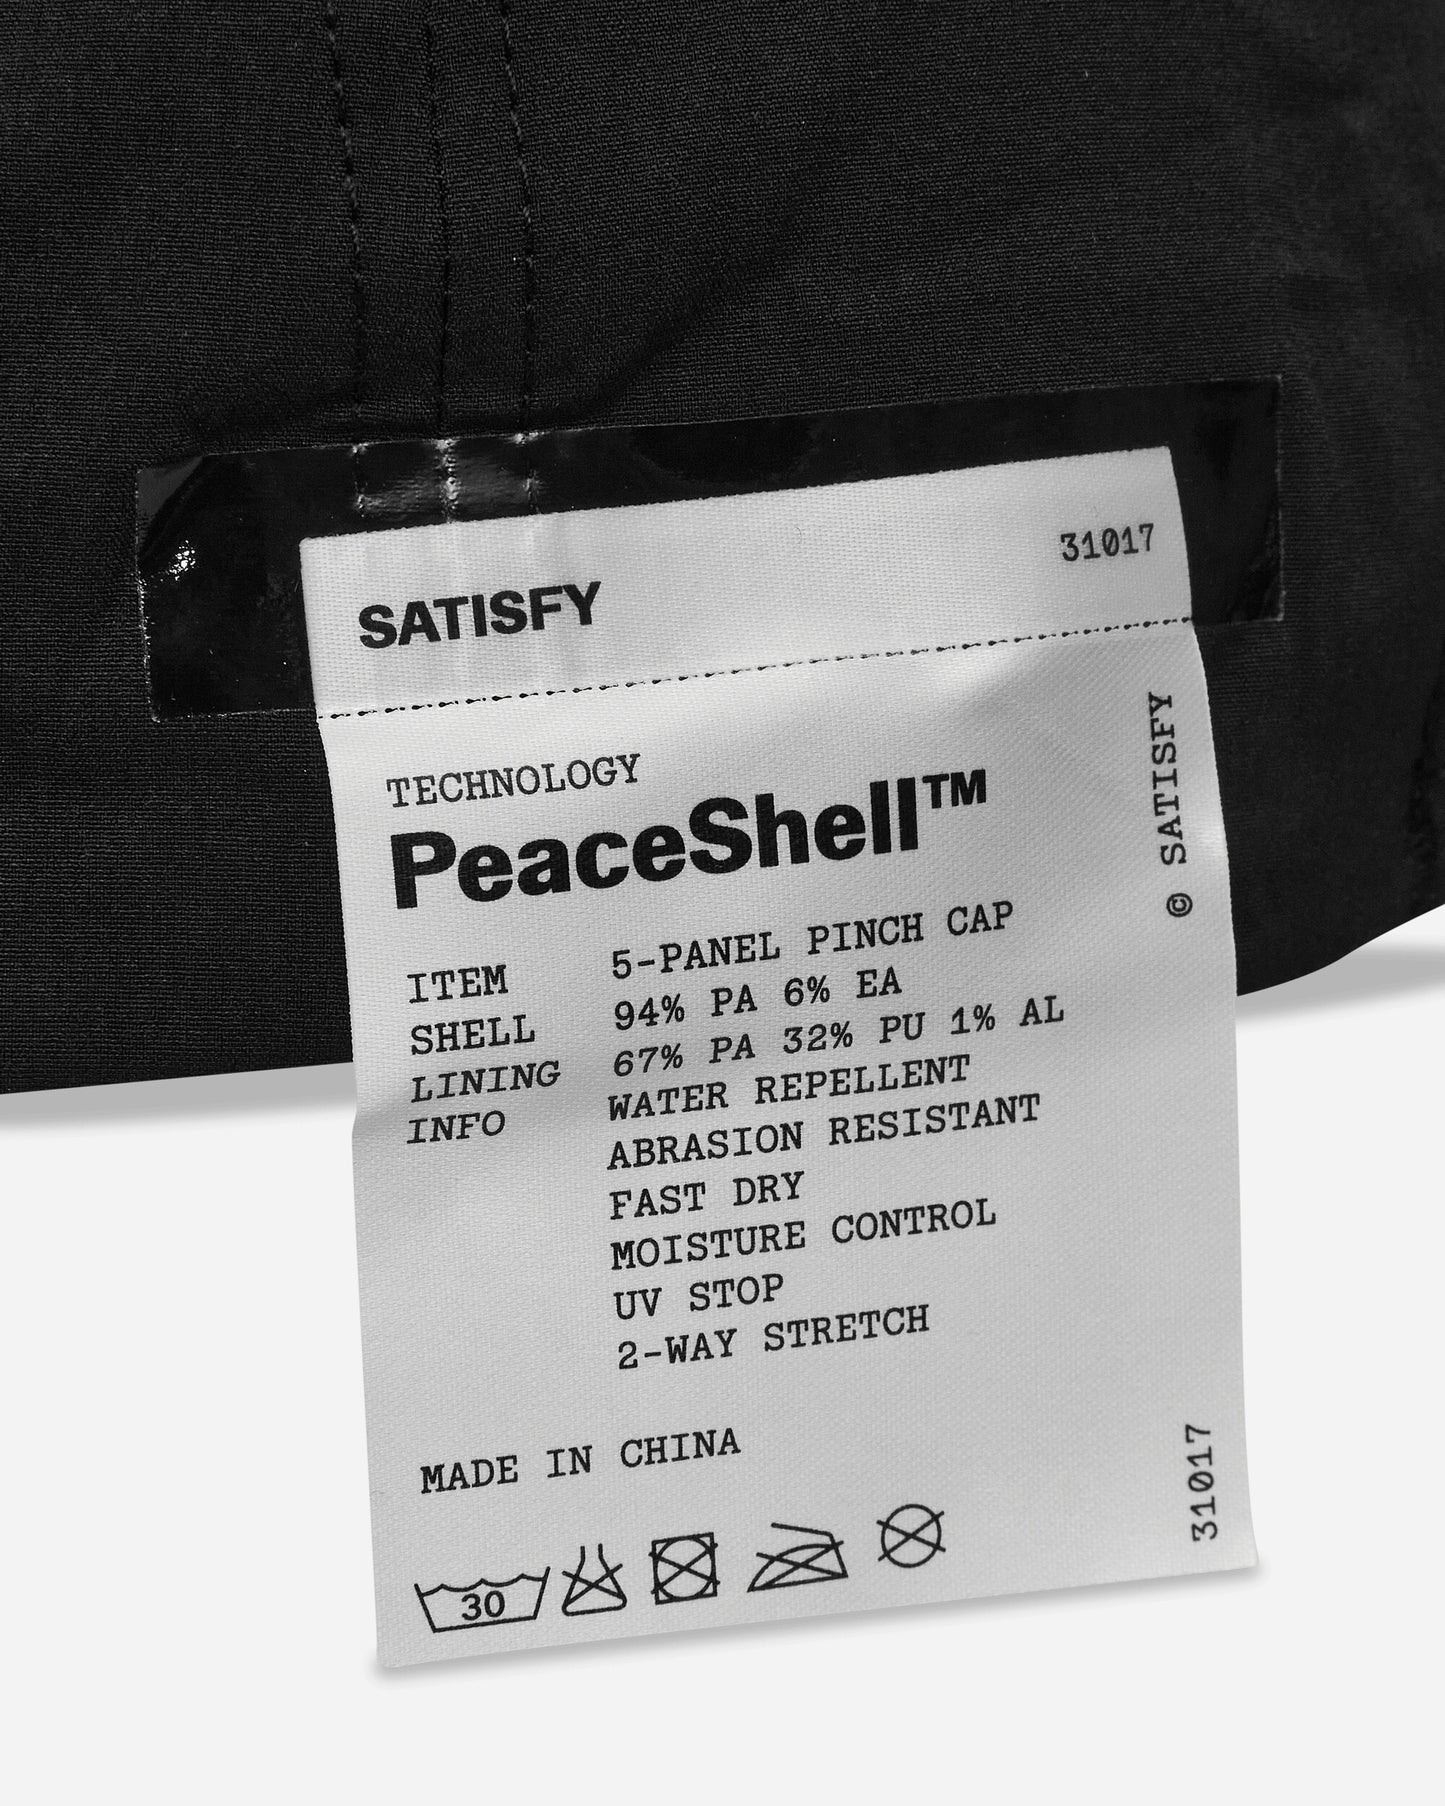 SATISFY
31017
TECHNOLOGY
PeaceShell™
ITEM 5-PANEL PINCH CAP
SHELL 94% PA 6% EA
LINING 67% PA 32% PU 1% AL
INFO WATER REPELLENT
ABRASION RESISTANT
FAST DRY
MOISTURE CONTROL
UV STOP
2-WAY STRETCH
MADE IN CHINA
30
© SATISFY
31017